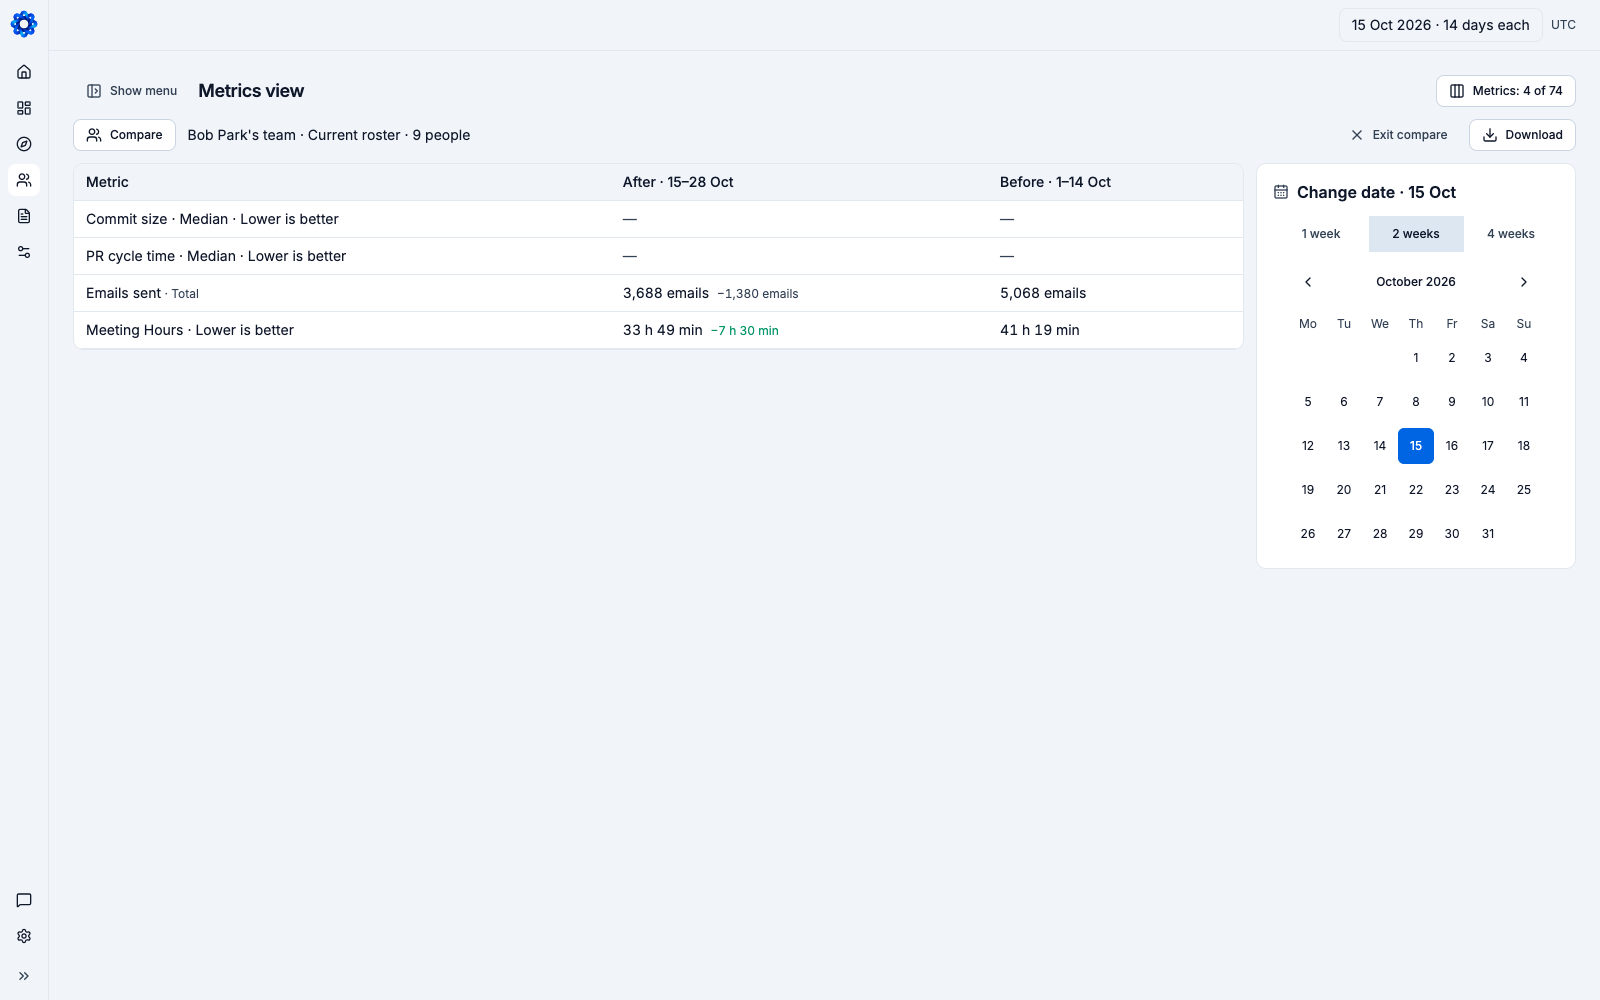 15 Oct 2026 · 14 days each UTC
Show menu Metrics view Metrics: 4 of 74
Compare Bob Park's team · Current roster · 9 people Exit compare Download
Metric After · 15–28 Oct Before · 1–14 Oct
Commit size · Median · Lower is better — —
PR cycle time · Median · Lower is better — —
Emails sent · Total 3,688 emails −1,380 emails 5,068 emails
Meeting Hours · Lower is better 33 h 49 min −7 h 30 min 41 h 19 min
Change date · 15 Oct
1 week 2 weeks 4 weeks
October 2026
Mo Tu We Th Fr Sa Su
1 2 3 4
5 6 7 8 9 10 11
12 13 14 15 16 17 18
19 20 21 22 23 24 25
26 27 28 29 30 31